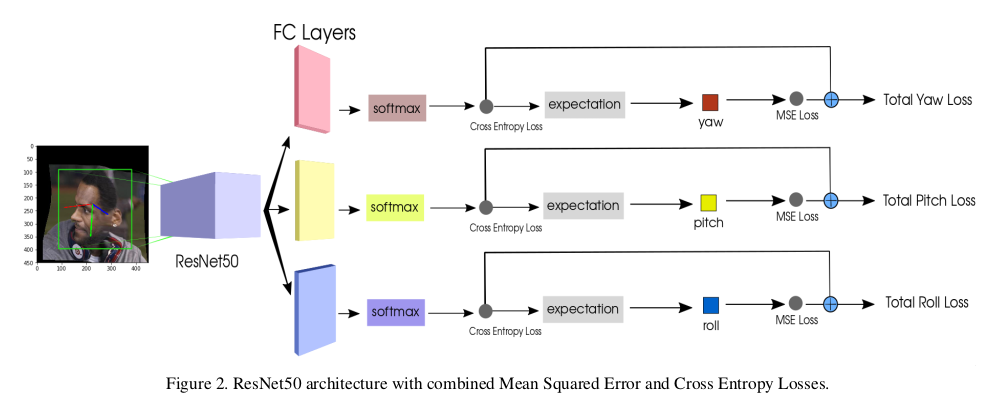 FC Layers
softmax
Cross Entropy Loss
expectation
yaw
MSE Loss
Total Yaw Loss
0
50
100
150
200
250
300
350
400
450
0
100
200
300
400
ResNet50
softmax
Cross Entropy Loss
expectation
pitch
MSE Loss
Total Pitch Loss
softmax
Cross Entropy Loss
expectation
roll
MSE Loss
Total Roll Loss
Figure 2. ResNet50 architecture with combined Mean Squared Error and Cross Entropy Losses.